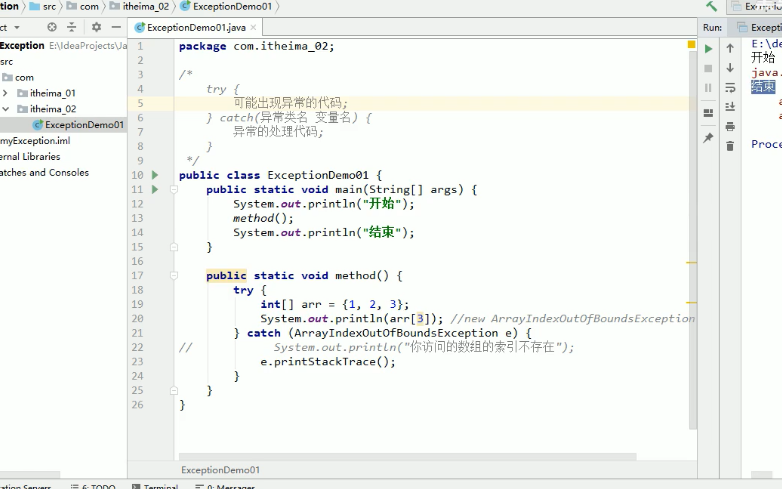 ption
src
com
itheima_02
ExceptionDemo01
ExceptionDemo01.java
Run:
Exception E:\IdeaProjects\Ja
src
com
itheima_01
itheima_02
ExceptionDemo01
myException.iml
ernal Libraries
atches and Consoles
1 package com.itheima_02;
2
3 /*
4 try {
5 可能出现异常的代码;
6 } catch(异常类名 变量名) {
7 异常的处理代码;
8 }
9 */
10 public class ExceptionDemo01 {
11 public static void main(String[] args) {
12 System.out.println("开始");
13 method();
14 System.out.println("结束");
15 }
16
17 public static void method() {
18 try {
19 int[] arr = {1, 2, 3};
20 System.out.println(arr[3]); //new ArrayIndexOutOfBoundsException
21 } catch (ArrayIndexOutOfBoundsException e) {
22 // System.out.println("你访问的数组的索引不存在");
23 e.printStackTrace();
24 }
25 }
26 }
ExceptionDemo01
E:\de
开始
java.
结束
a
a
Proce
6: TODO
Terminal
0: Messages